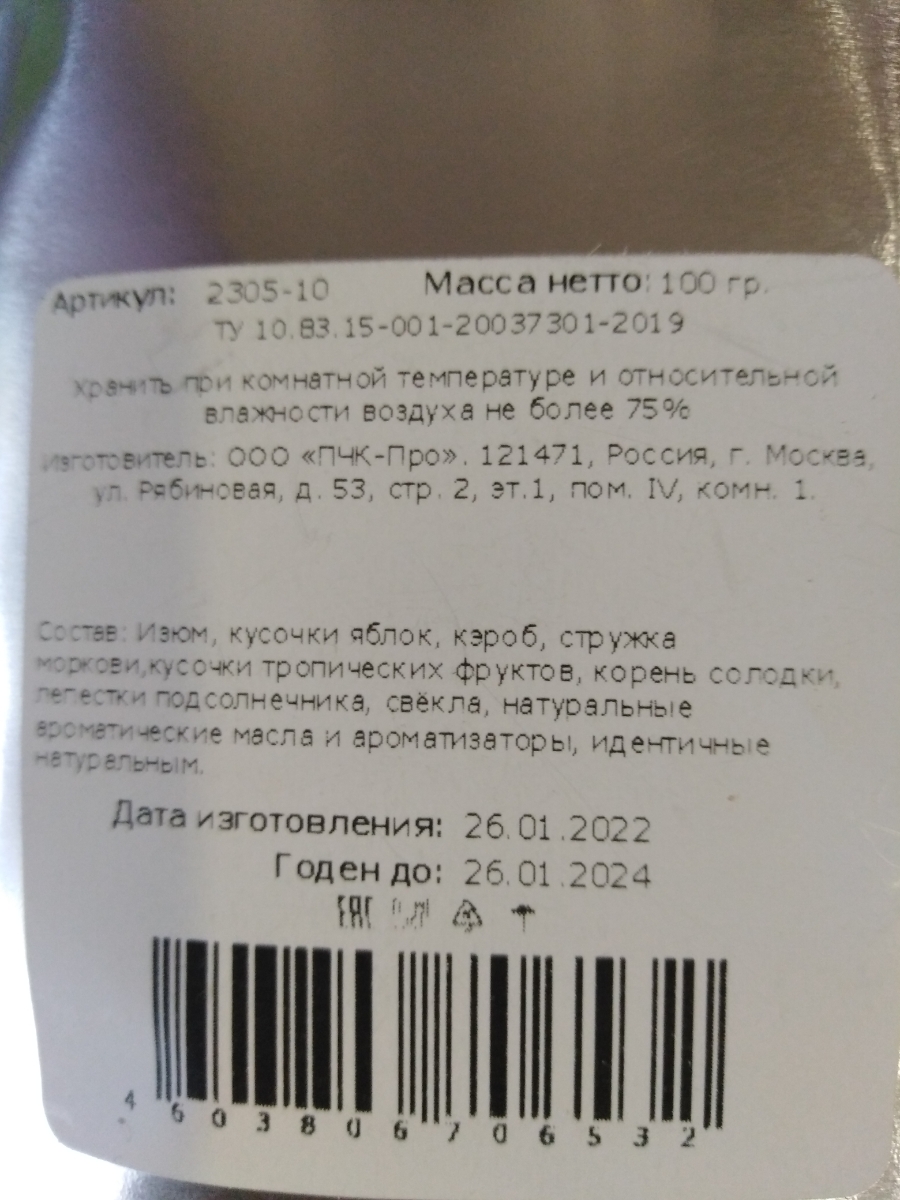 Артикул: 2305-10 Масса нетто: 100 гр.
ТУ 10.83.15-001-20037301-2019
Хранить при комнатной температуре и относительной
влажности воздуха не более 75%
Изготовитель: ООО «ПЧК-Про». 121471, Россия, г. Москва,
ул. Рябиновая, д. 53, стр. 2, эт.1, пом. IV, комн. 1.
Состав: Изюм, кусочки яблок, кэроб, стружка
моркови,кусочки тропических фруктов, корень солодки,
лепестки подсолнечника, свёкла, натуральные
ароматические масла и ароматизаторы, идентичные
натуральным.
Дата изготовления: 26.01.2022
Годен до: 26.01.2024
EAC
4 603806 706532